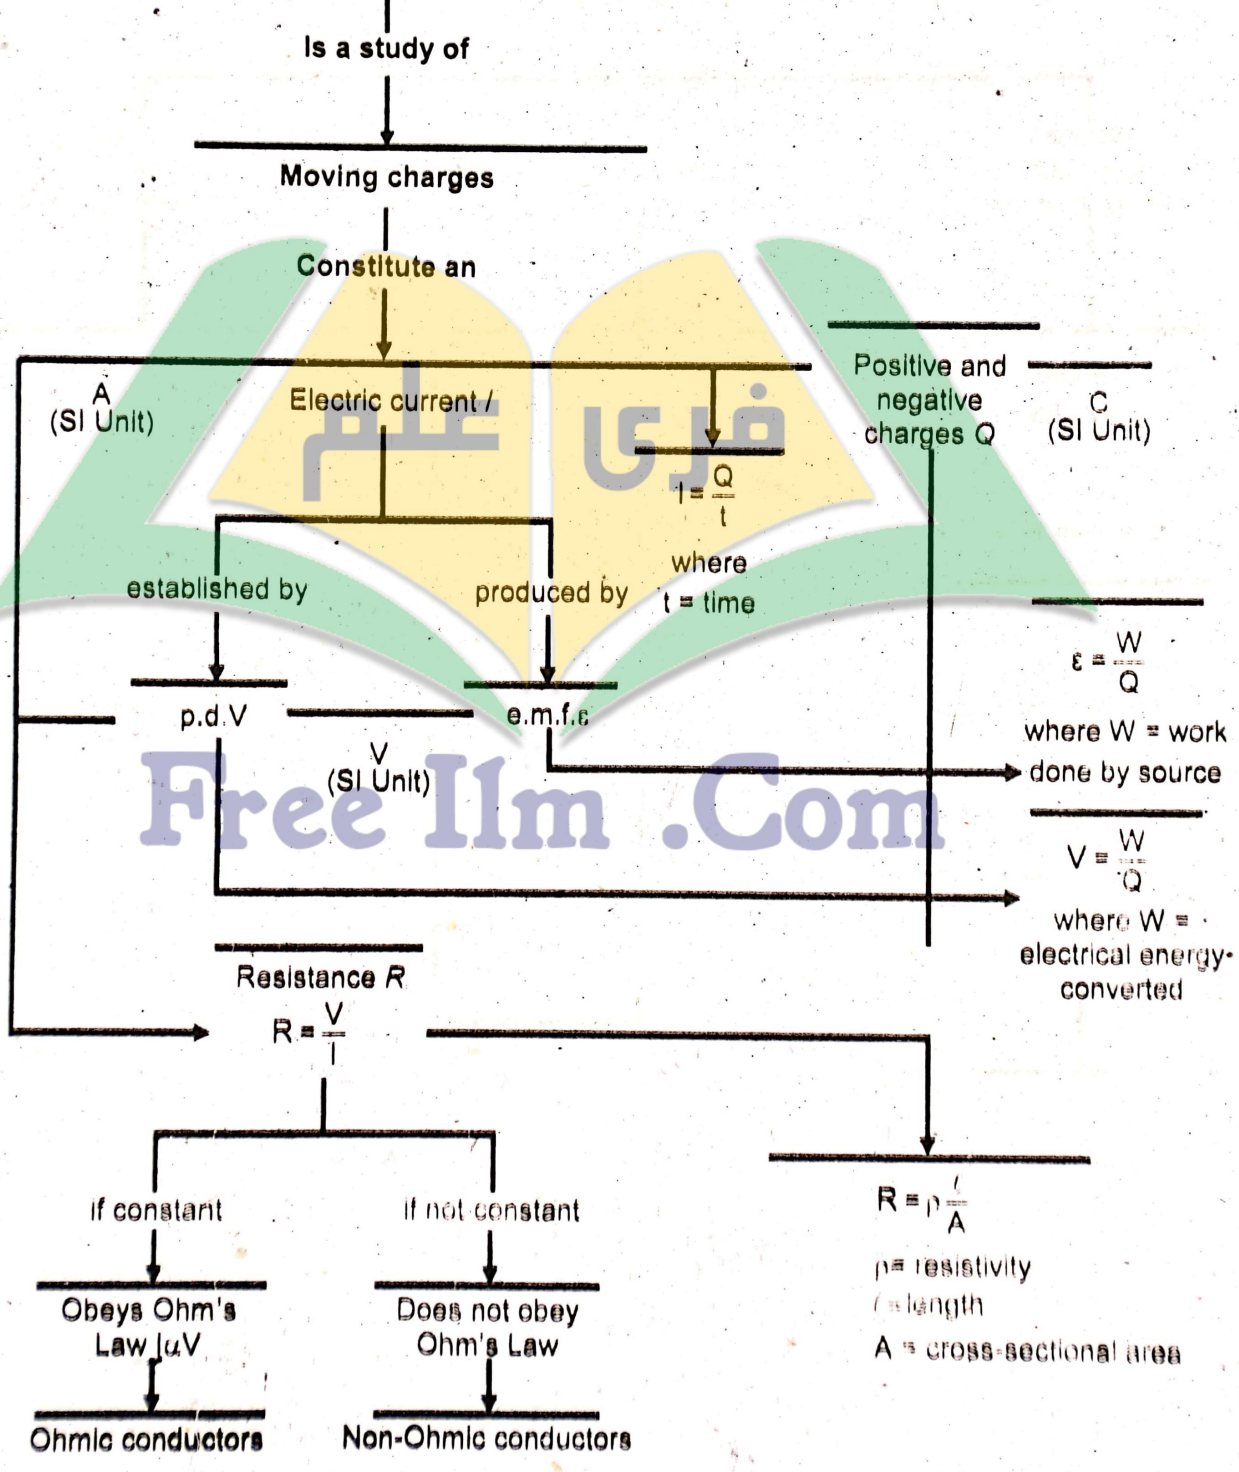 Is a study of
Moving charges
Constitute an
A
(SI Unit)
Electric current I
I = Q/t
where
t = time
Positive and
negative
charges Q
C
(SI Unit)
علم
فری
established by
produced by
p.d.V
V
(SI Unit)
e.m.f.ε
ε = W/Q
where W = work
done by source
Free Ilm .Com
V = W/Q
where W =
electrical energy
converted
Resistance R
R = V/I
if constant
if not constant
Obeys Ohm's
Law IαV
Does not obey
Ohm's Law
Ohmic conductors
Non-Ohmic conductors
R = ρ l/A
ρ = resistivity
l = length
A = cross-sectional area